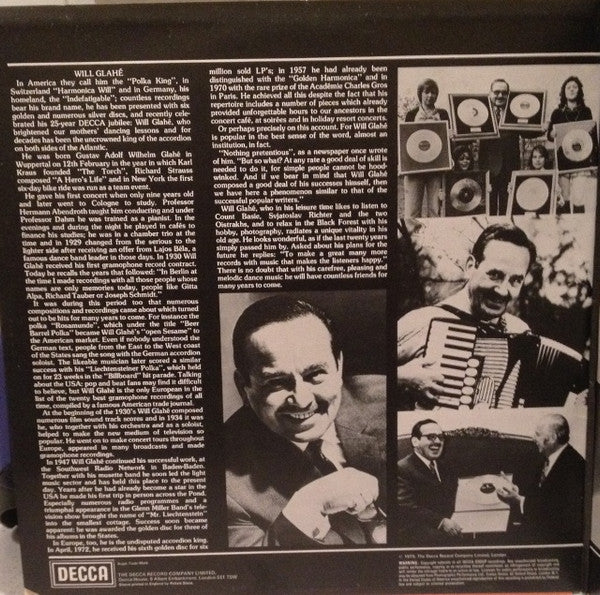 WILL GLAHÉ
In America they call him the "Polka King", in
Switzerland "Harmonica Will" and in Germany, his
homeland, the "Indefatigable"; countless recordings
bear his brand name, he has been presented with six
golden and numerous silver discs, and recently cele-
brated his 25-year DECCA jubilee: Will Glahé, who
brightened our mothers' dancing lessons and for
decades has been the uncrowned king of the accordion
on both sides of the Atlantic.
He was born Gustav Adolf Wilhelm Glahé in
Wuppertal on 12th February in the year in which Karl
Kraus founded "The Torch", Richard Strauss
composed "A Hero's Life" and in New York the first
six-day bike ride was run as a team event.
He gave his first concert when only nine years old
and later went to Cologne to study. Professor
Hermann Abendroth taught him conducting and under
Professor Dahm he was trained as a pianist. In the
evenings and during the night he played in cafés to
finance his studies; he was in a chamber trio at the
time and in 1929 changed from the serious to the
lighter side after receiving an offer from Lajos Béla, a
famous dance band leader in those days. In 1930 Will
Glahé received his first gramophone record contract.
Today he recalls the years that followed: "In Berlin at
the time I made recordings with all those people whose
names are only memories today, people like Gitta
Alpa, Richard Tauber or Joseph Schmidt."
It was during this period too that numerous
compositions and recordings came about which turned
out to be hits for many years to come. For instance the
polka "Rosamunde", which under the title "Beer
Barrel Polka" became Will Glahé's "open Sesame" to
the American market. Even if nobody understood the
German text, people from the East to the West coast
of the States sang the song with the German accordion
soloist. The likeable musician later scored a similar
success with his "Liechtensteiner Polka", which held
on for 23 weeks in the "Billboard" hit parade. Talking
about the USA: pop and beat fans may find it difficult
to believe, but Will Glahé is the only European in the
list of the twenty best gramophone recordings of all
time, compiled by a famous American trade journal.
At the beginning of the 1930's Will Glahé composed
numerous film sound track scores and in 1934 it was
he, who together with his orchestra and as a soloist,
helped to make the new medium of television so
popular. He went on to make concert tours throughout
Europe, appeared in many broadcasts and made
gramophone recordings.
In 1947 Will Glahé continued his successful work, at
the Southwest Radio Network in Baden-Baden.
Together with his musette band he soon led the light
music sector and has held this place to the present
day. Years after he had already become a star in the
USA he made his first trip in person across the Pond.
Especially numerous radio programmes and a
triumphal appearance in the Glenn Miller Band's tele-
vision show brought the name of "Mr. Liechtenstein"
into the smallest cottage. Success soon became
apparent: he was awarded the golden disc for three of
his albums in the States.
In Europe, too, he is the undisputed accordion king.
In April, 1972, he received his sixth golden disc for six
million sold LP's; in 1957 he had already been
distinguished with the "Golden Harmonica" and in
1970 with the rare prize of the Académie Charles Gros
in Paris. He achieved all this despite the fact that his
repertoire includes a number of pieces which already
provided unforgettable hours to our ancestors in the
concert café, at soirées and in holiday resort concerts.
Or perhaps precisely on this account. For Will Glahé
is popular in the best sense of the word, almost an
institution, in fact.
"Nothing pretentious", as a newspaper once wrote
of him. "But so what? At any rate a good deal of skill is
needed to do it, for simple people cannot be hood-
winked. And if we bear in mind that Will Glahé
composed a good deal of his successes himself, then
we have here a phenomenon similar to that of the
successful popular writers."
Will Glahé, who in his leisure time likes to listen to
Count Basie, Svjatoslav Richter and the two
Oistrakhs, and to relax in the Black Forest with his
hobby, photography, radiates a unique vitality in his
old age. He looks wonderful, as if the last twenty years
simply passed him by. Asked about his plans for the
future he replies: "To make a great many more
records with music that makes the listeners happy."
There is no doubt that with his carefree, pleasing and
melodic dance music he will have countless friends for
many years to come.
DECCA
THE DECCA RECORD COMPANY LIMITED,
Decca House, 9 Albert Embankment, London SE1 7SW